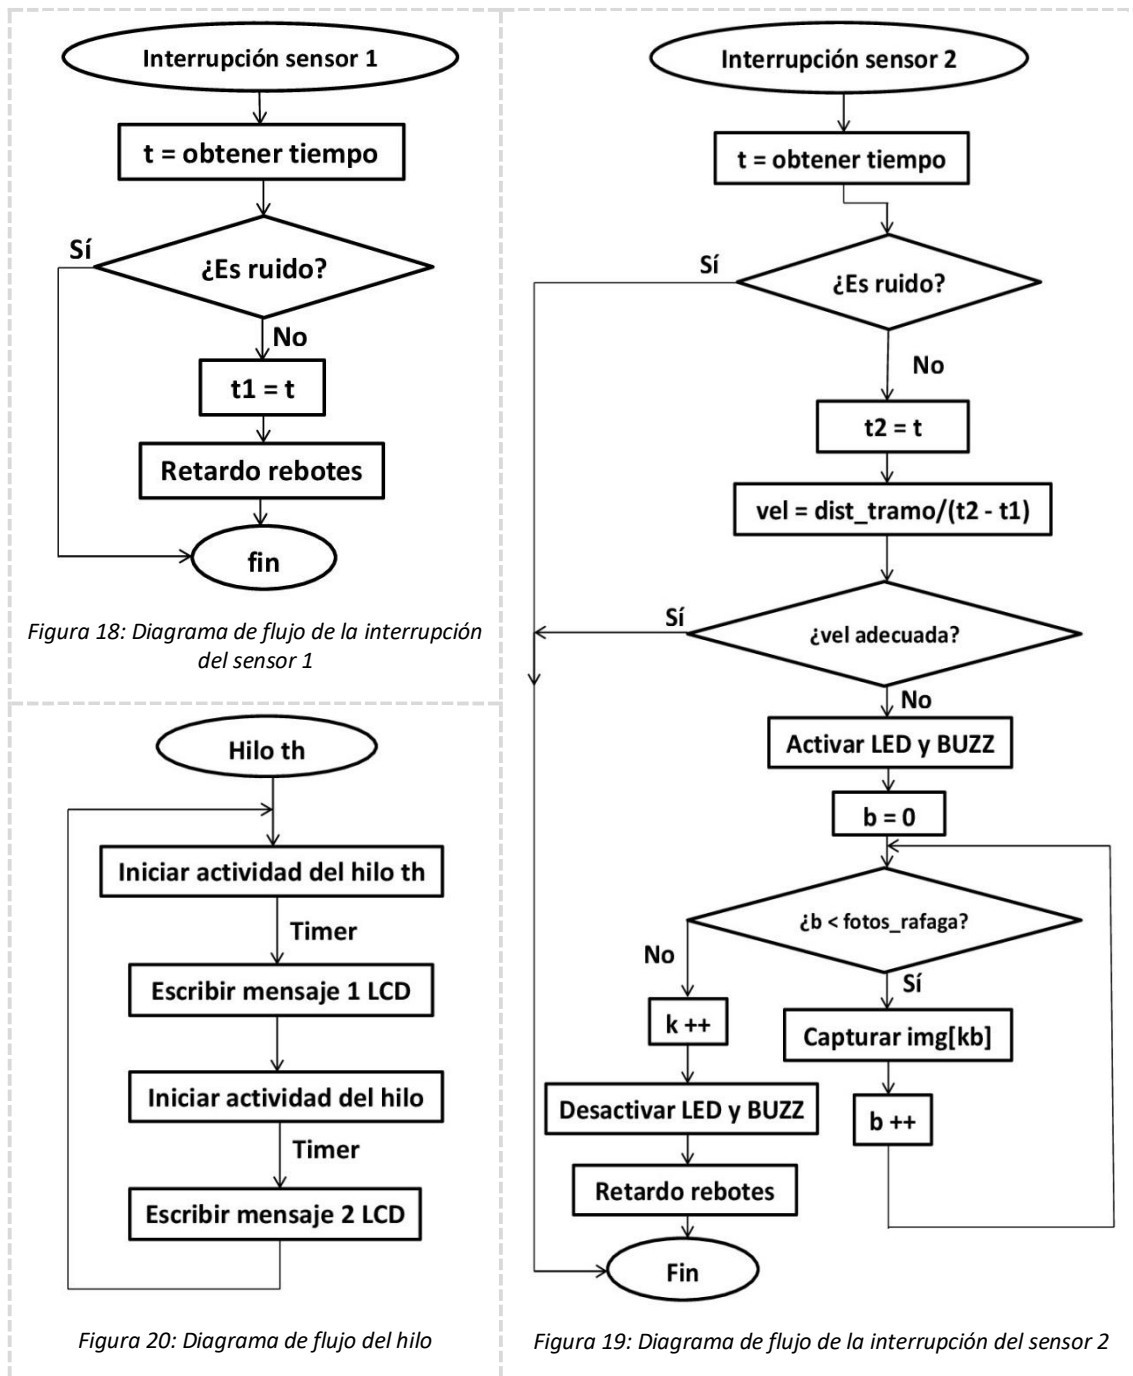 Interrupción sensor 1
t = obtener tiempo
Sí
¿Es ruido?
No
t1 = t
Retardo rebotes
fin
Figura 18: Diagrama de flujo de la interrupción
del sensor 1
Hilo th
Iniciar actividad del hilo th
Timer
Escribir mensaje 1 LCD
Iniciar actividad del hilo
Timer
Escribir mensaje 2 LCD
Figura 20: Diagrama de flujo del hilo
Interrupción sensor 2
t = obtener tiempo
Sí
¿Es ruido?
No
t2 = t
vel = dist_tramo/(t2 - t1)
Sí
¿vel adecuada?
No
Activar LED y BUZZ
b = 0
¿b < fotos_rafaga?
No
Sí
k ++
Capturar img[kb]
Desactivar LED y BUZZ
b ++
Retardo rebotes
Fin
Figura 19: Diagrama de flujo de la interrupción del sensor 2